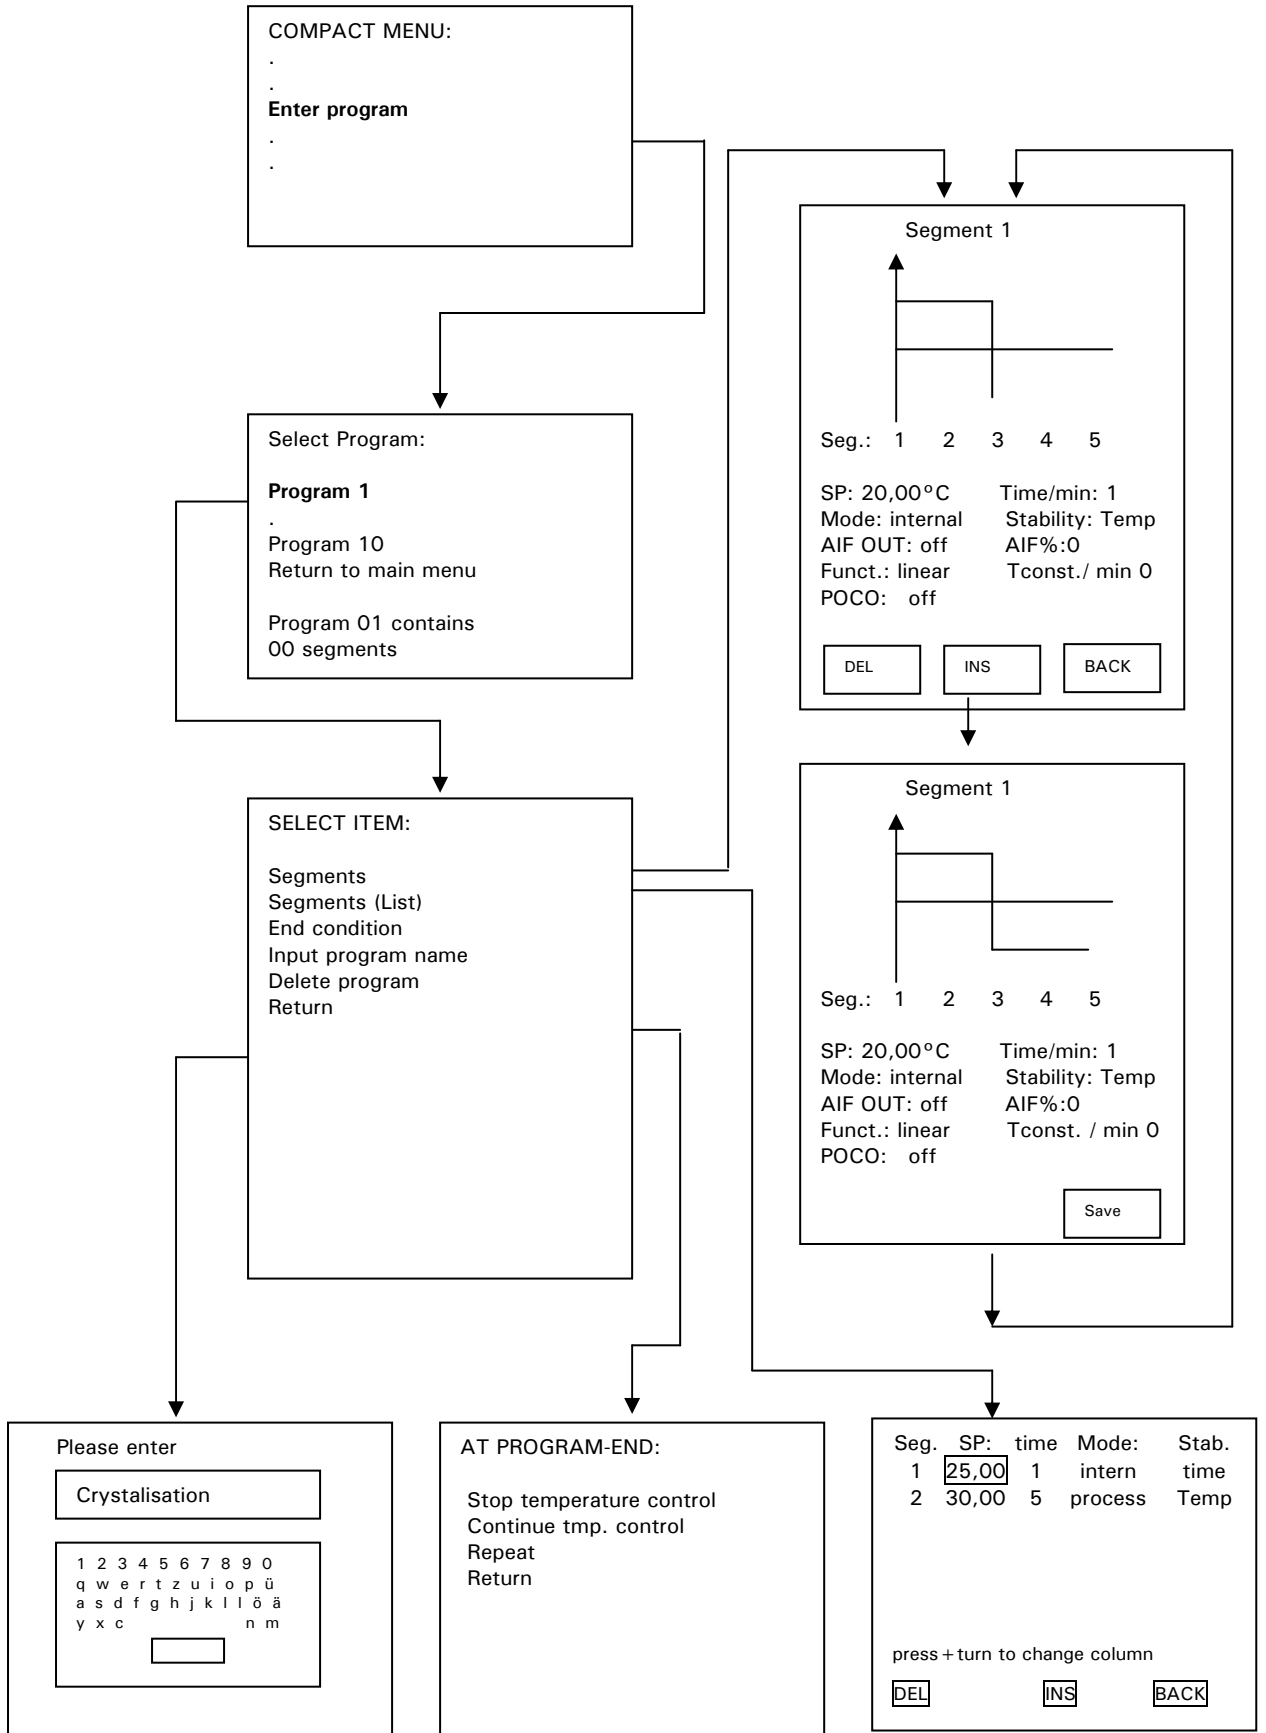 COMPACT MENU:
.
.
Enter program
.
.
Select Program:
Program 1
.
Program 10
Return to main menu
Program 01 contains
00 segments
SELECT ITEM:
Segments
Segments (List)
End condition
Input program name
Delete program
Return
Segment 1
Seg.: 1 2 3 4 5
SP: 20,00°C Time/min: 1
Mode: internal Stability: Temp
AIF OUT: off AIF%:0
Funct.: linear Tconst./ min 0
POCO: off
DEL INS BACK
Segment 1
Seg.: 1 2 3 4 5
SP: 20,00°C Time/min: 1
Mode: internal Stability: Temp
AIF OUT: off AIF%:0
Funct.: linear Tconst. / min 0
POCO: off
Save
Please enter
Crystalisation
1 2 3 4 5 6 7 8 9 0
q w e r t z u i o p ü
a s d f g h j k l l ö ä
y x c n m
AT PROGRAM-END:
Stop temperature control
Continue tmp. control
Repeat
Return
Seg. SP: time Mode: Stab.
1 25,00 1 intern time
2 30,00 5 process Temp
press+turn to change column
DEL INS BACK